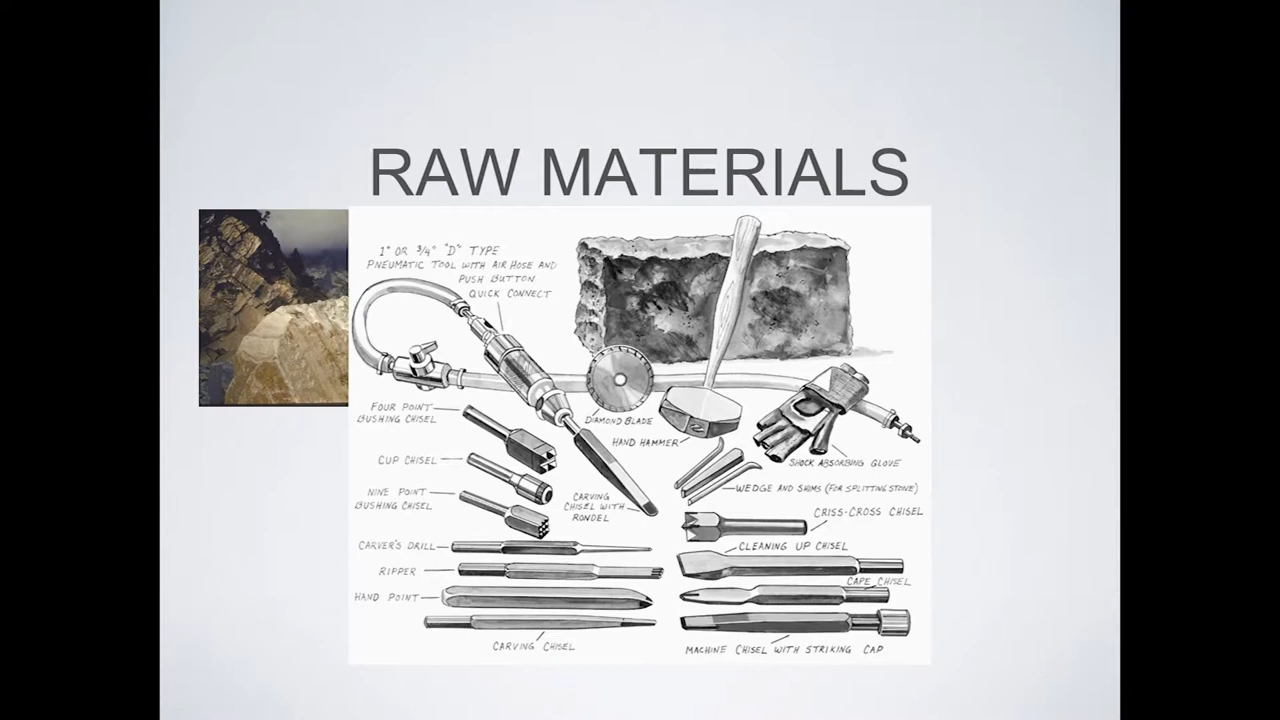 RAW MATERIALS
1" OR 3/4" "D" TYPE
PNEUMATIC TOOL WITH AIR HOSE AND
PUSH BUTTON
QUICK CONNECT
FOUR POINT
BUSHING CHISEL
DIAMOND BLADE
HAND HAMMER
CUP CHISEL
SHOCK ABSORBING GLOVE
NINE POINT
BUSHING CHISEL
CARVING
CHISEL WITH
RONDEL
WEDGE AND SHIMS (FOR SPLITTING STONE)
CRISS-CROSS CHISEL
CARVER'S DRILL
CLEANING UP CHISEL
RIPPER
CAPE CHISEL
HAND POINT
CARVING CHISEL
MACHINE CHISEL WITH STRIKING CAP